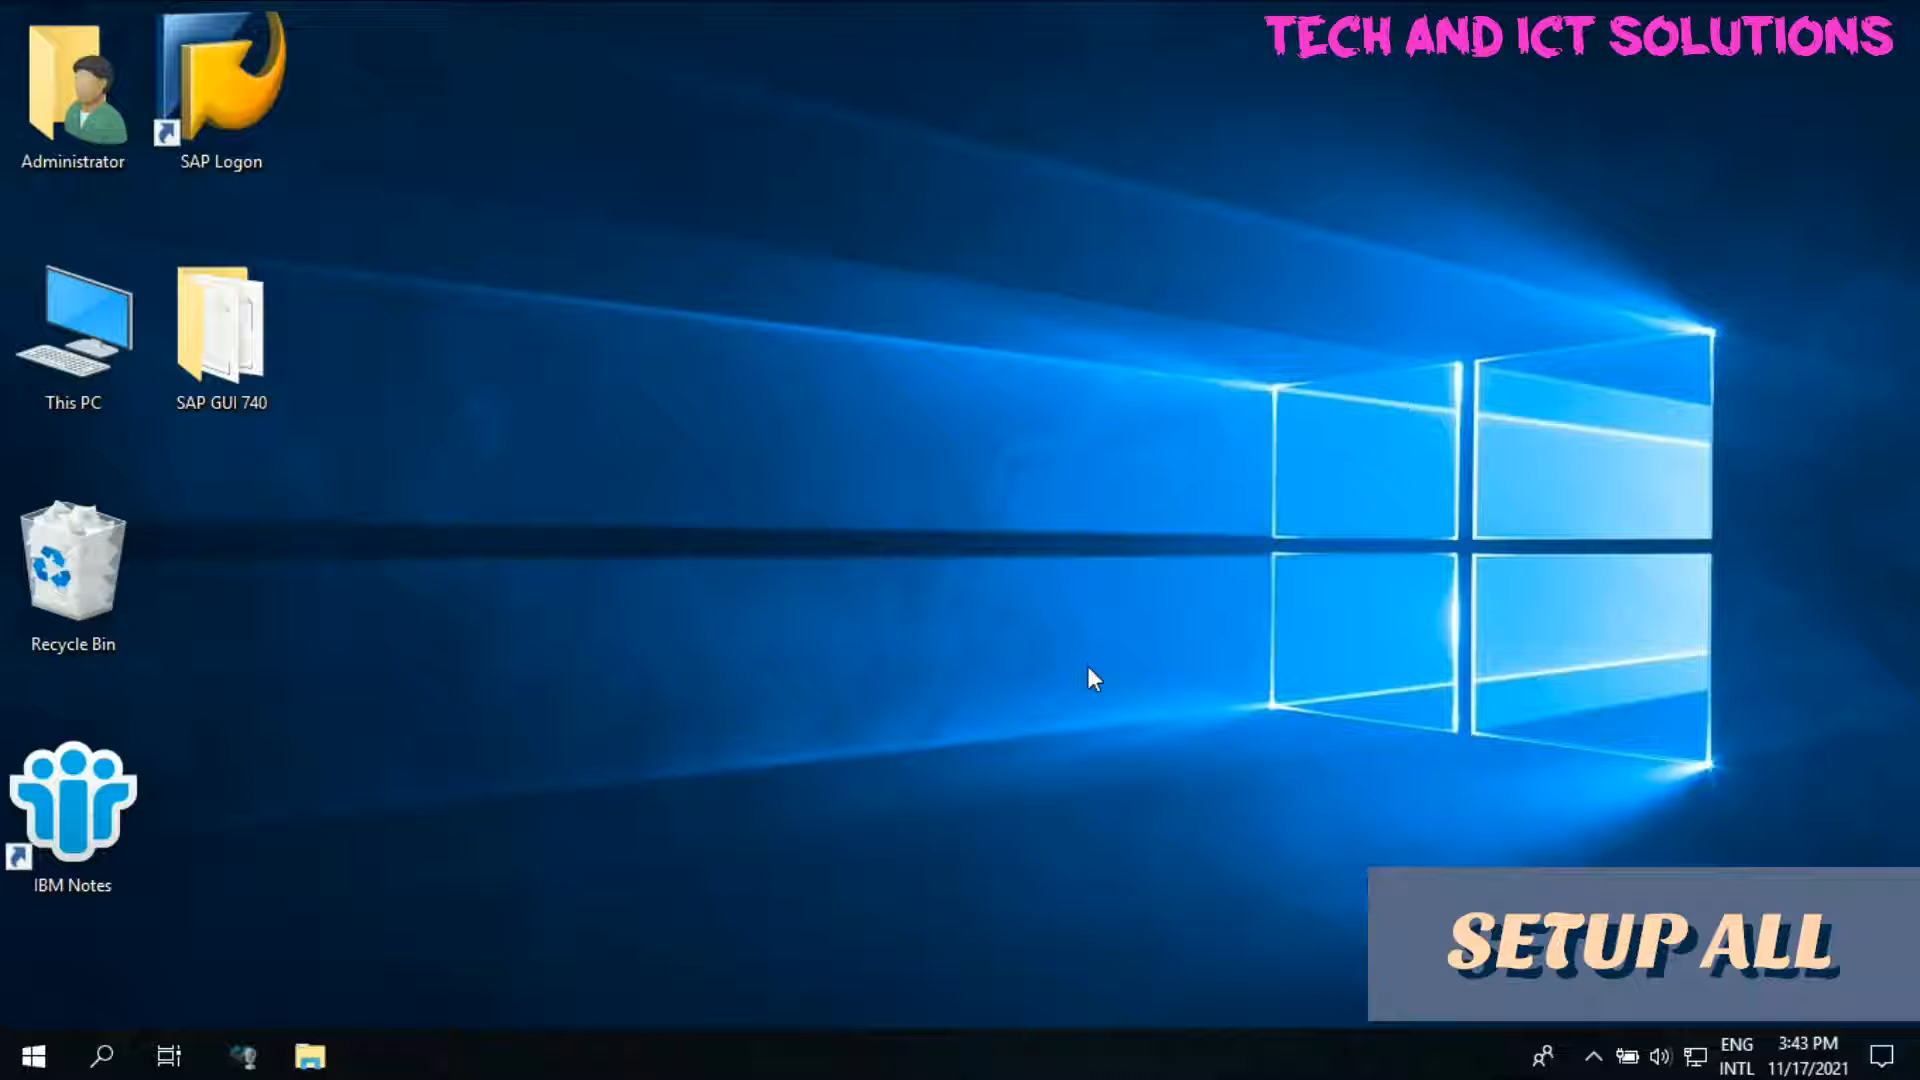 TECH AND ICT SOLUTIONS
Administrator
SAP Logon
This PC
SAP GUI 740
Recycle Bin
IBM Notes
SETUP ALL
ENG
INTL
3:43 PM
11/17/2021